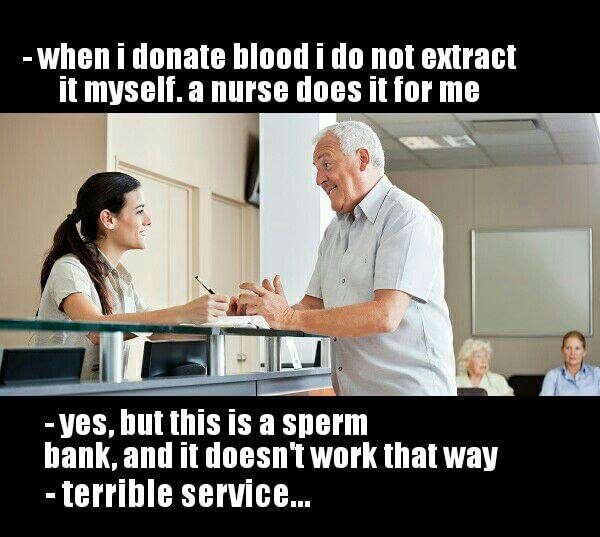 - when i donate blood i do not extract
it myself. a nurse does it for me
- yes, but this is a sperm
bank, and it doesn't work that way
- terrible service...